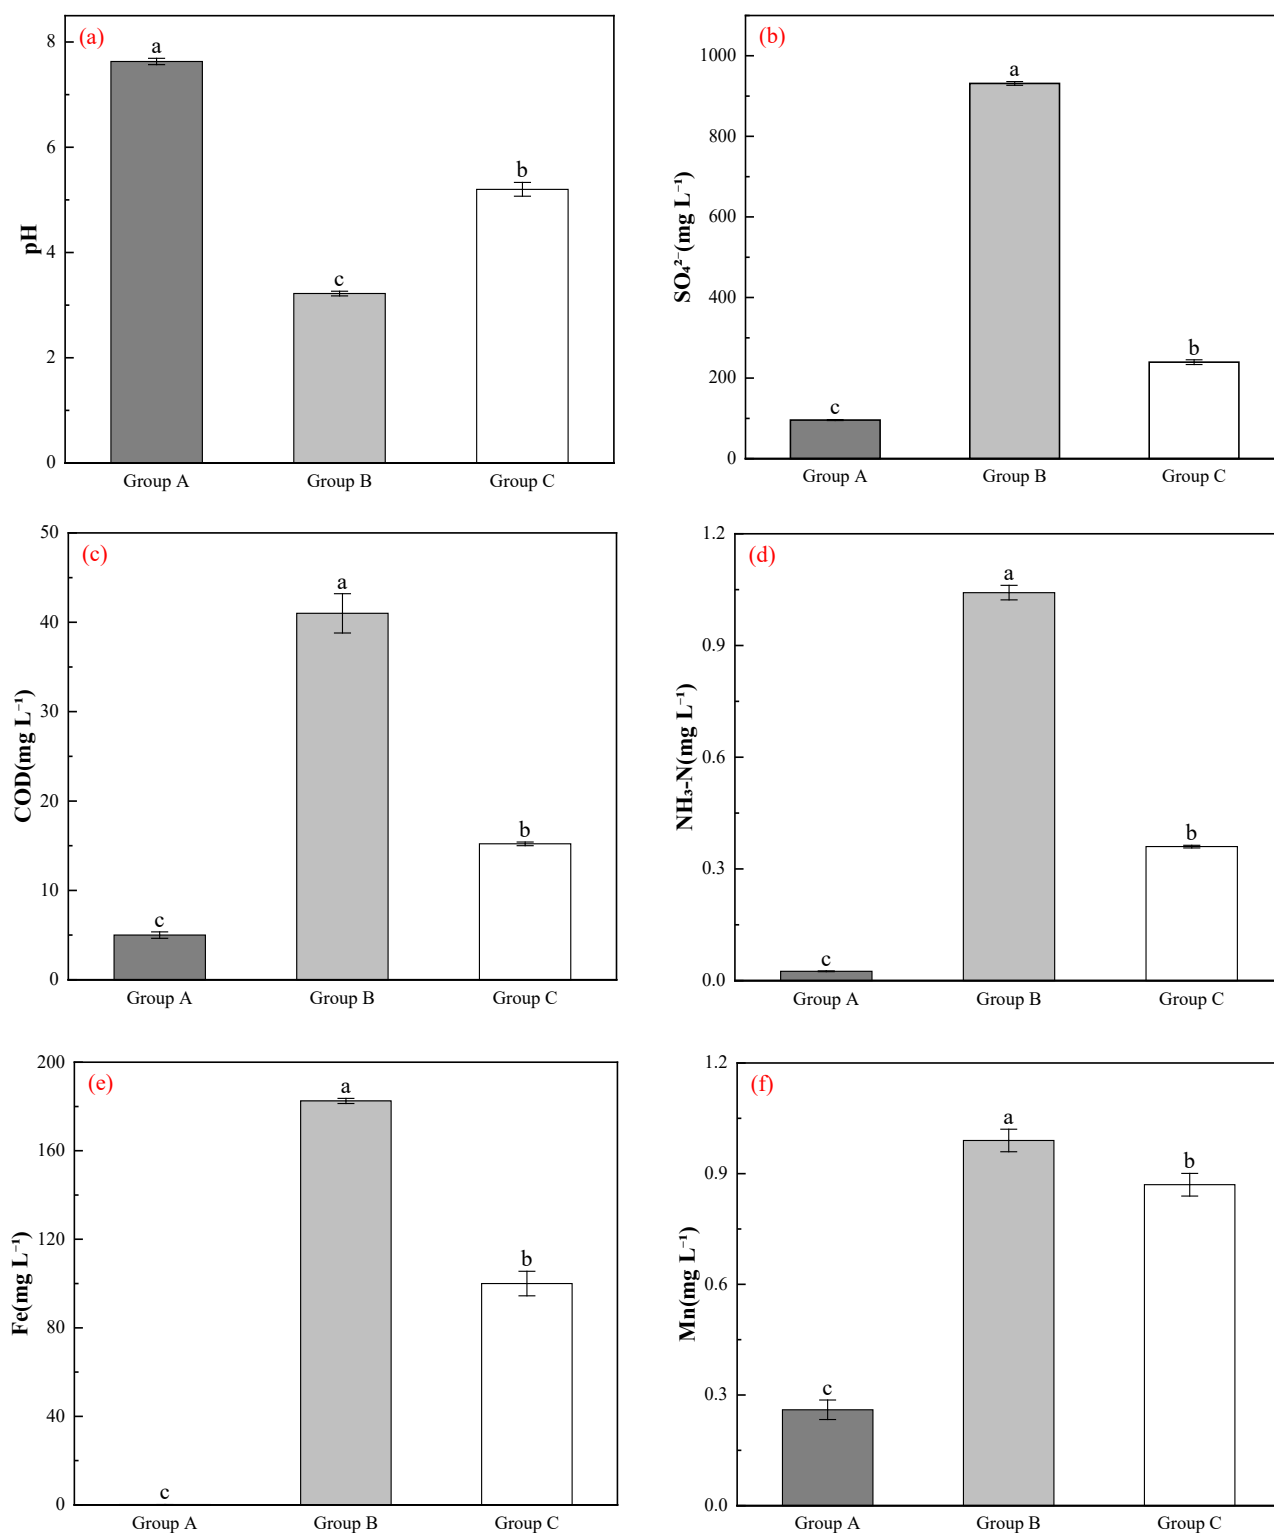 (a)
pH
8
6
4
2
0
a
c
b
Group A
Group B
Group C
(b)
SO₄²⁻(mg L⁻¹)
1000
800
600
400
200
0
c
a
b
Group A
Group B
Group C
(c)
COD(mg L⁻¹)
50
40
30
20
10
0
c
a
b
Group A
Group B
Group C
(d)
NH₃-N(mg L⁻¹)
1.2
0.9
0.6
0.3
0.0
c
a
b
Group A
Group B
Group C
(e)
Fe(mg L⁻¹)
200
160
120
80
40
0
c
a
b
Group A
Group B
Group C
(f)
Mn(mg L⁻¹)
1.2
0.9
0.6
0.3
0.0
c
a
b
Group A
Group B
Group C